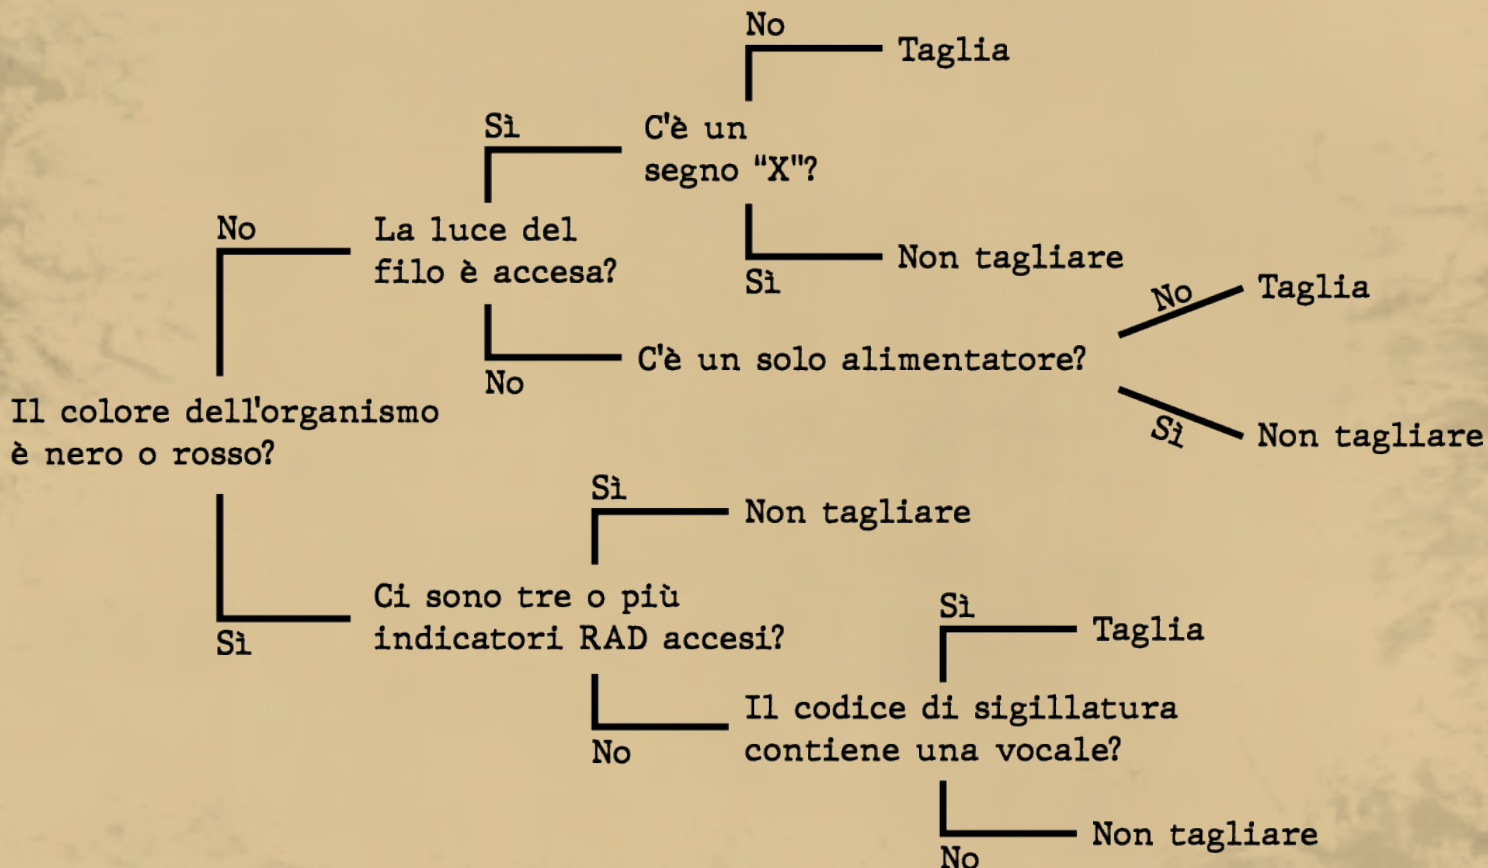 No
Taglia
Sì
C'è un
segno "X"?
No
La luce del
filo è accesa?
Non tagliare
Sì
No
Taglia
C'è un solo alimentatore?
No
Il colore dell'organismo
è nero o rosso?
Sì
Non tagliare
Sì
Non tagliare
Ci sono tre o più
indicatori RAD accesi?
Sì
Sì
Taglia
Il codice di sigillatura
contiene una vocale?
No
Non tagliare
No